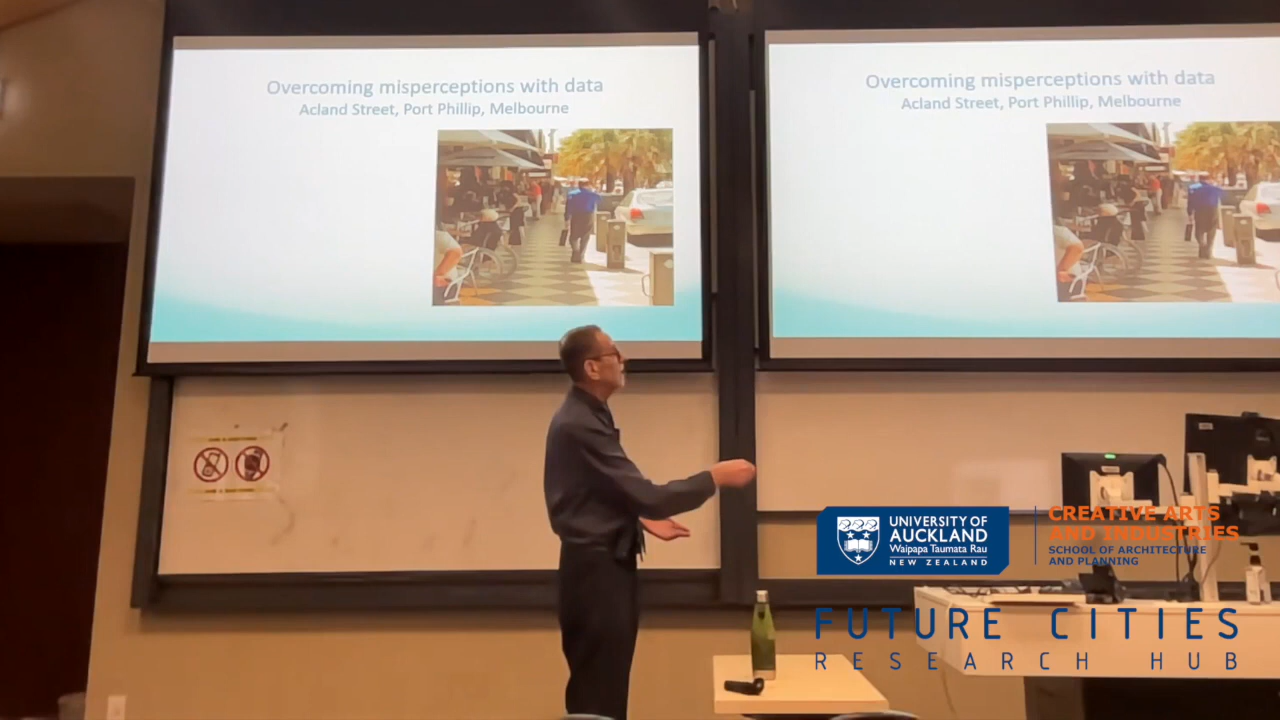 Overcoming misperceptions with data
Acland Street, Port Phillip, Melbourne
Overcoming misperceptions with data
Acland Street, Port Phillip, Melbourne
UNIVERSITY OF
AUCKLAND
Waipapa Taumata Rau
NEW ZEALAND
CREATIVE ARTS
AND INDUSTRIES
SCHOOL OF ARCHITECTURE
AND PLANNING
FUTURE CITIES
RESEARCH HUB